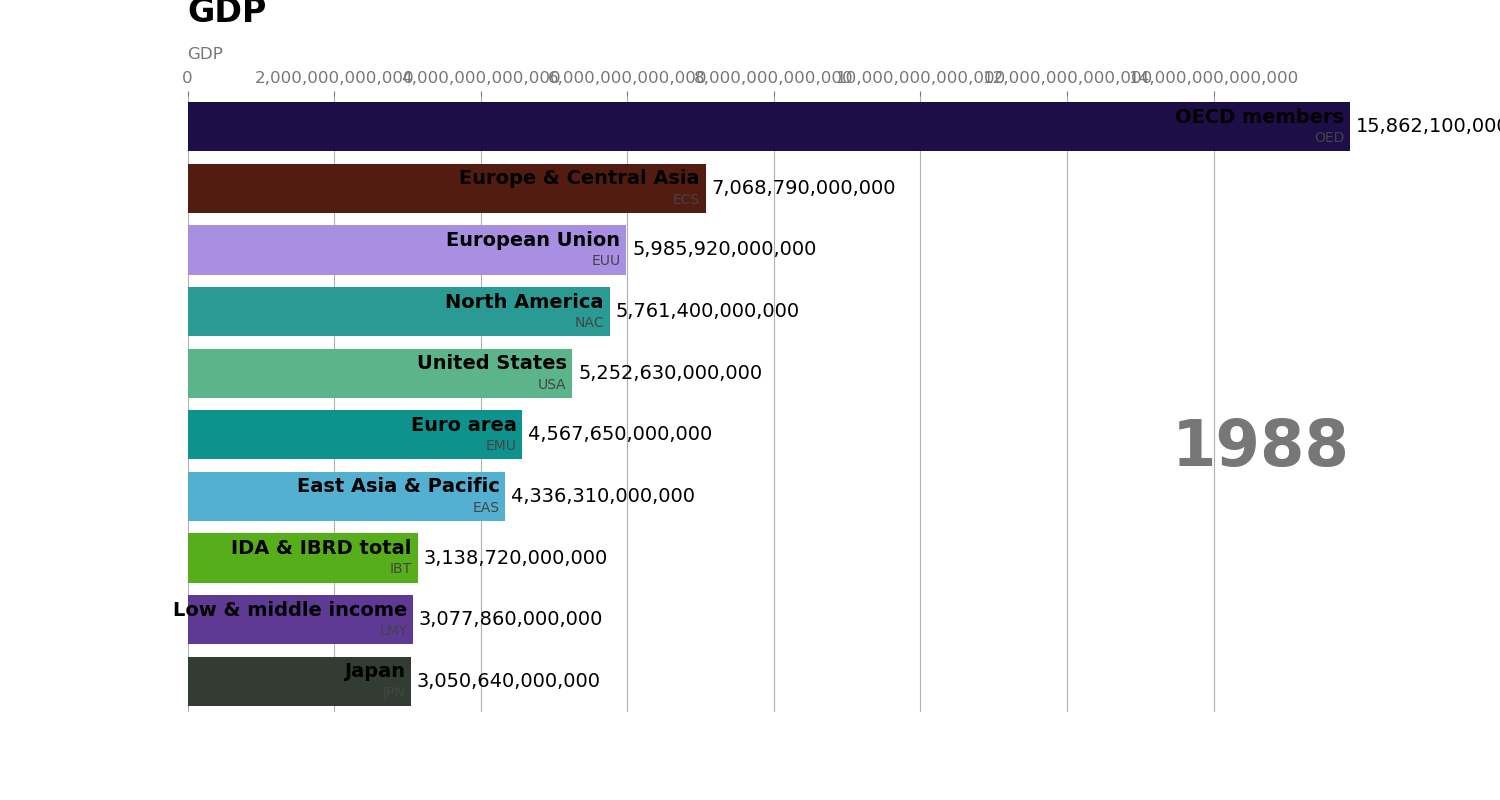 GDP
GDP
0 2,000,000,000,000 4,000,000,000,000 6,000,000,000,000 8,000,000,000,000 10,000,000,000,000 12,000,000,000,000 14,000,000,000,000
OECD members
OED
15,862,100,000
Europe & Central Asia
ECS
7,068,790,000,000
European Union
EUU
5,985,920,000,000
North America
NAC
5,761,400,000,000
United States
USA
5,252,630,000,000
Euro area
EMU
4,567,650,000,000
1988
East Asia & Pacific
EAS
4,336,310,000,000
IDA & IBRD total
IBT
3,138,720,000,000
Low & middle income
LMY
3,077,860,000,000
Japan
JPN
3,050,640,000,000